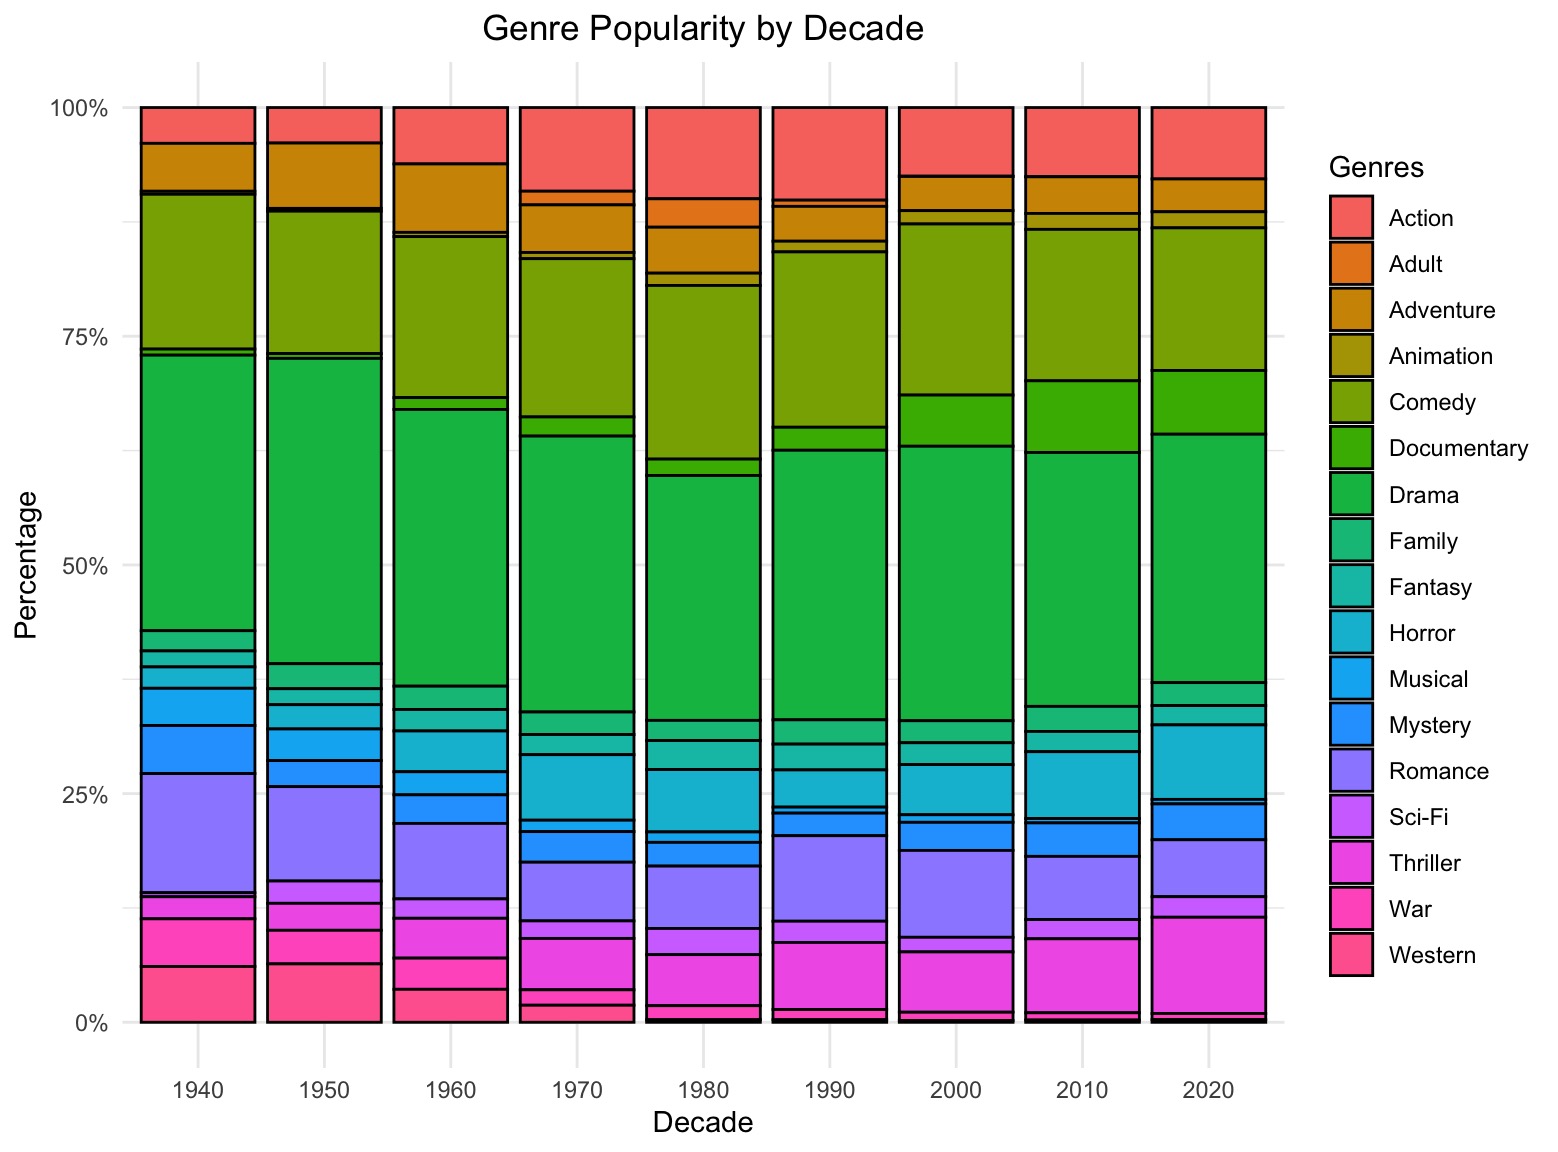 Genre Popularity by Decade
100%
75%
50%
25%
0%
Percentage
1940 1950 1960 1970 1980 1990 2000 2010 2020
Decade
Genres
Action
Adult
Adventure
Animation
Comedy
Documentary
Drama
Family
Fantasy
Horror
Musical
Mystery
Romance
Sci-Fi
Thriller
War
Western